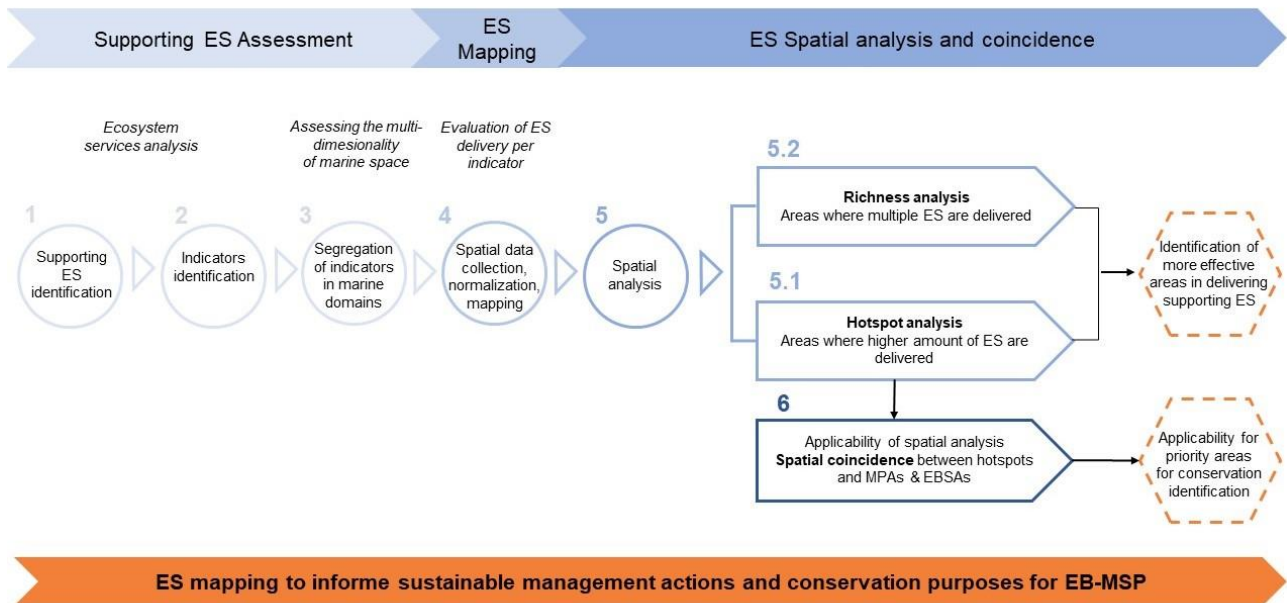 Supporting ES Assessment
ES
Mapping
ES Spatial analysis and coincidence
Ecosystem
services analysis
Assessing the multi-
dimesionality
of marine space
Evaluation of ES
delivery per
indicator
1
Supporting
ES
identification
2
Indicators
identification
3
Segregation
of indicators
in marine
domains
4
Spatial data
collection,
normalization,
mapping
5
Spatial
analysis
5.2
Richness analysis
Areas where multiple ES are delivered
5.1
Hotspot analysis
Areas where higher amount of ES are
delivered
Identification of
more effective
areas in delivering
supporting ES
6
Applicability of spatial analysis
Spatial coincidence between hotspots
and MPAs & EBSAs
Applicability for
priority areas
for conservation
identification
ES mapping to informe sustainable management actions and conservation purposes for EB-MSP